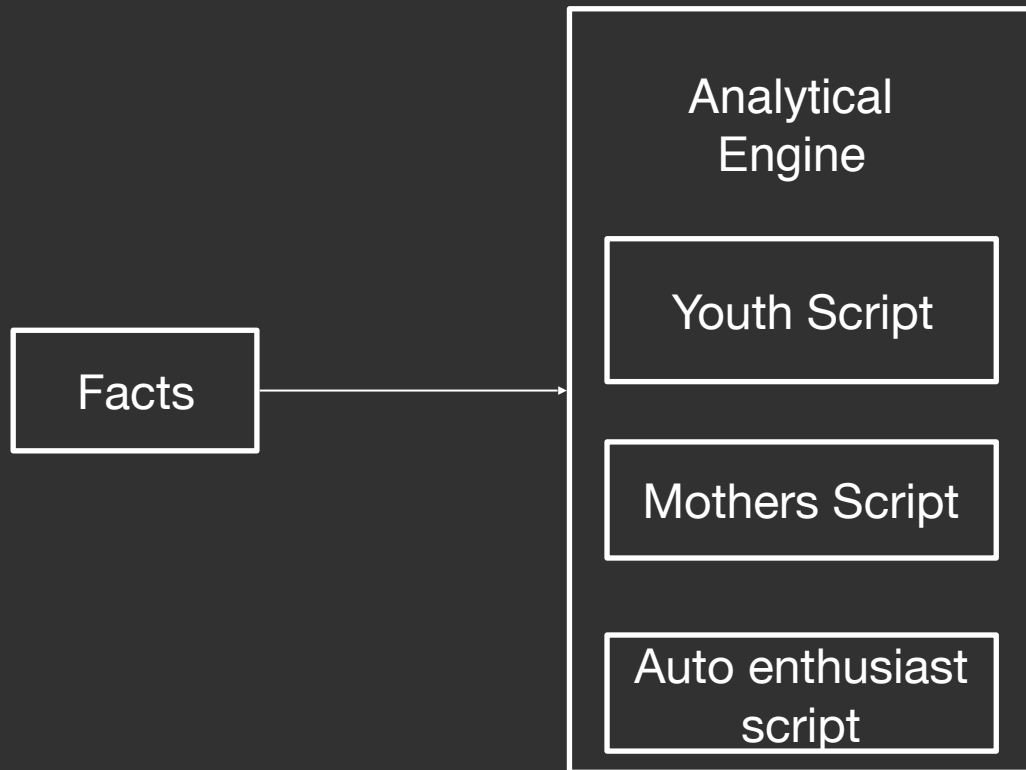 Analytical
Engine
Youth Script
Facts
Mothers Script
Auto enthusiast
script